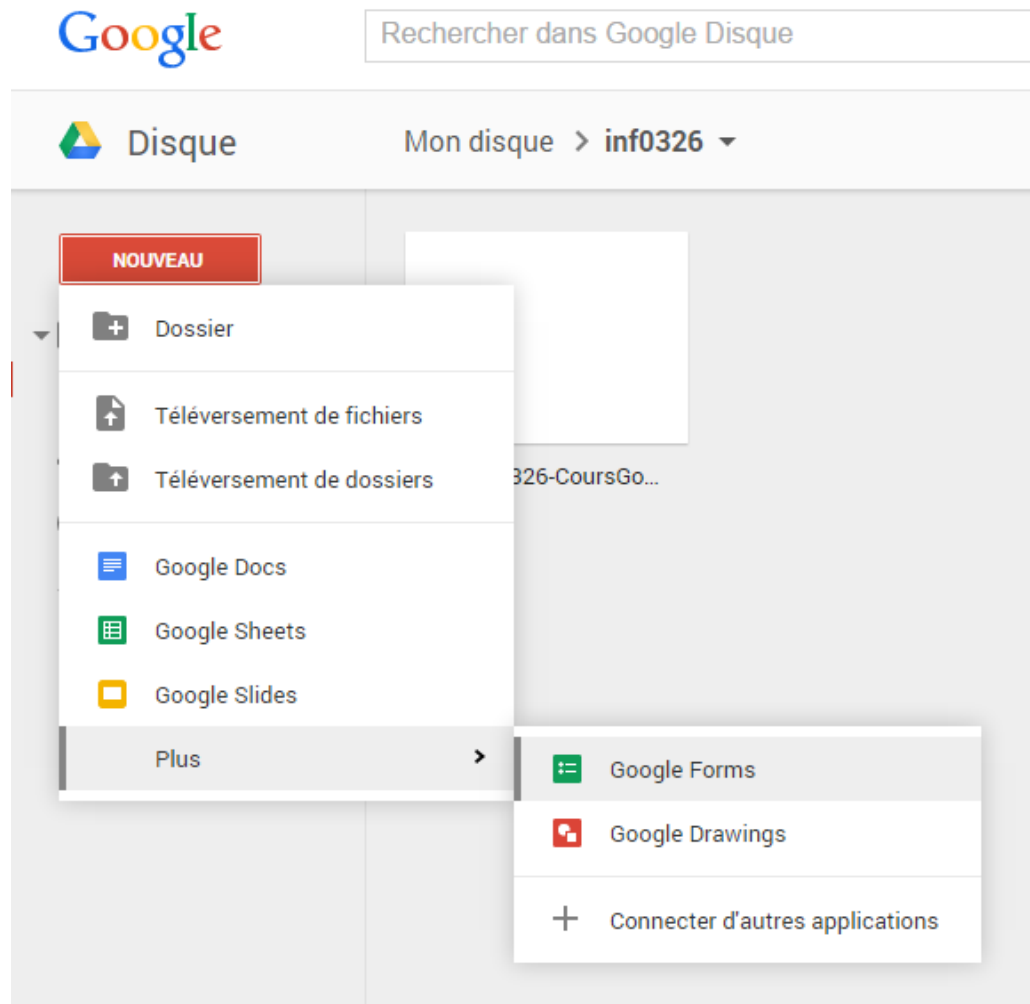 Google
Rechercher dans Google Disque
Disque
Mon disque > inf0326
NOUVEAU
Dossier
Téléversement de fichiers
Téléversement de dossiers
326-CoursGo...
Google Docs
Google Sheets
Google Slides
Plus
Google Forms
Google Drawings
Connecter d'autres applications